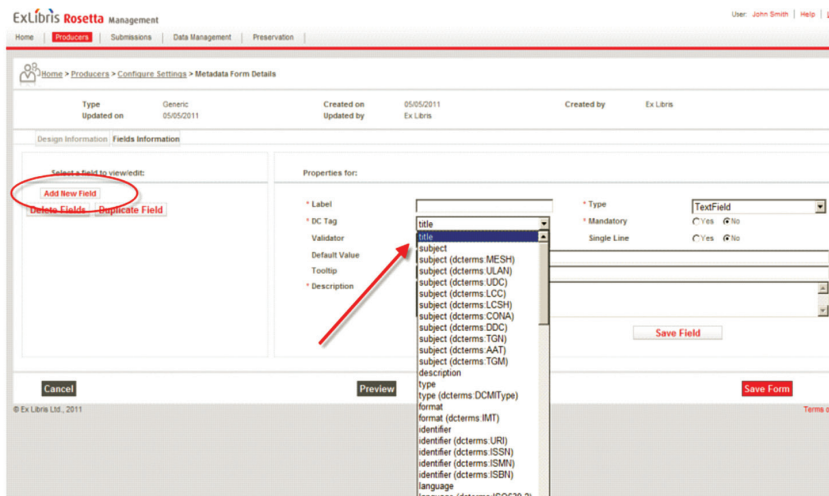 ExLibris Rosetta Management
User: John Smith | Help |
Home | Producers | Submissions | Data Management | Preservation |
Home > Producers > Configure Settings > Metadata Form Details
Type Generic Created on 05/05/2011 Created by Ex Libris
Updated on 05/05/2011 Updated by Ex Libris
Design Information Fields Information
Select a field to view/edit:
Add New Field
Delete Fields Duplicate Field
Properties for:
* Label * Type TextField
* DC Tag title * Mandatory Yes No
Validator Single Line Yes No
Default Value
Tooltip
* Description
title
subject
subject (dcterms:MESH)
subject (dcterms:ULAN)
subject (dcterms:UDC)
subject (dcterms:LCC)
subject (dcterms:LCSH)
subject (dcterms:CONA)
subject (dcterms:DDC)
subject (dcterms:TGN)
subject (dcterms:AAT)
subject (dcterms:TGM)
description
type
type (dcterms:DCMIType)
format
format (dcterms:IMT)
identifier
identifier (dcterms:URI)
identifier (dcterms:ISSN)
identifier (dcterms:ISMN)
identifier (dcterms:ISBN)
language
language (dcterms:ISO639-2)
Save Field
Cancel Preview Save Form
© Ex Libris Ltd., 2011 Terms